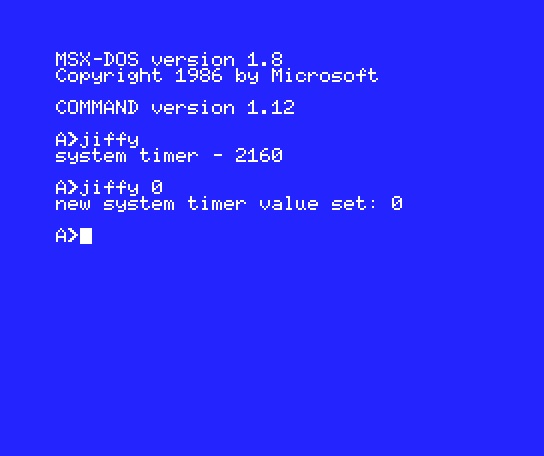 MSX-DOS version 1.8
Copyright 1986 by Microsoft
COMMAND version 1.12
A>jiffy
system timer - 2160
A>jiffy 0
new system timer value set: 0
A>